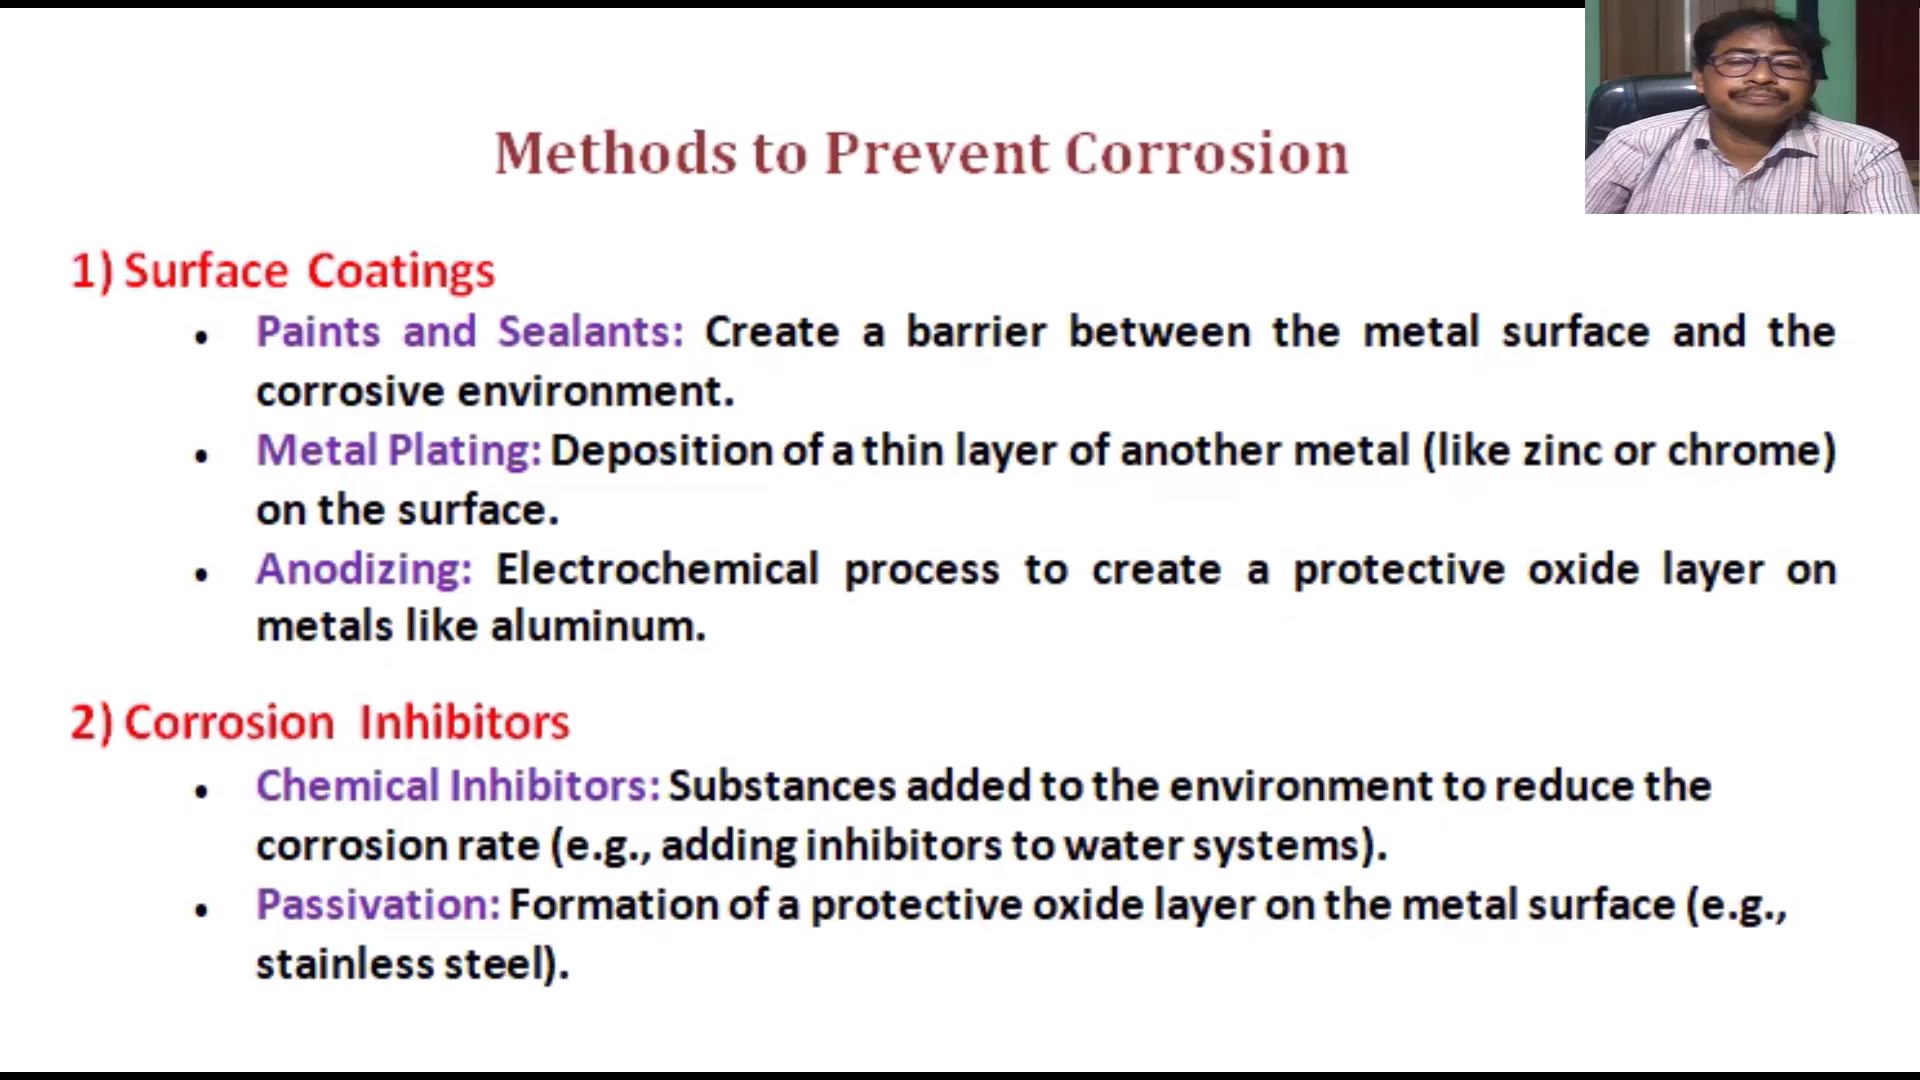 Methods to Prevent Corrosion
1) Surface Coatings
• Paints and Sealants: Create a barrier between the metal surface and the
corrosive environment.
• Metal Plating: Deposition of a thin layer of another metal (like zinc or chrome)
on the surface.
• Anodizing: Electrochemical process to create a protective oxide layer on
metals like aluminum.
2) Corrosion Inhibitors
• Chemical Inhibitors: Substances added to the environment to reduce the
corrosion rate (e.g., adding inhibitors to water systems).
• Passivation: Formation of a protective oxide layer on the metal surface (e.g.,
stainless steel).